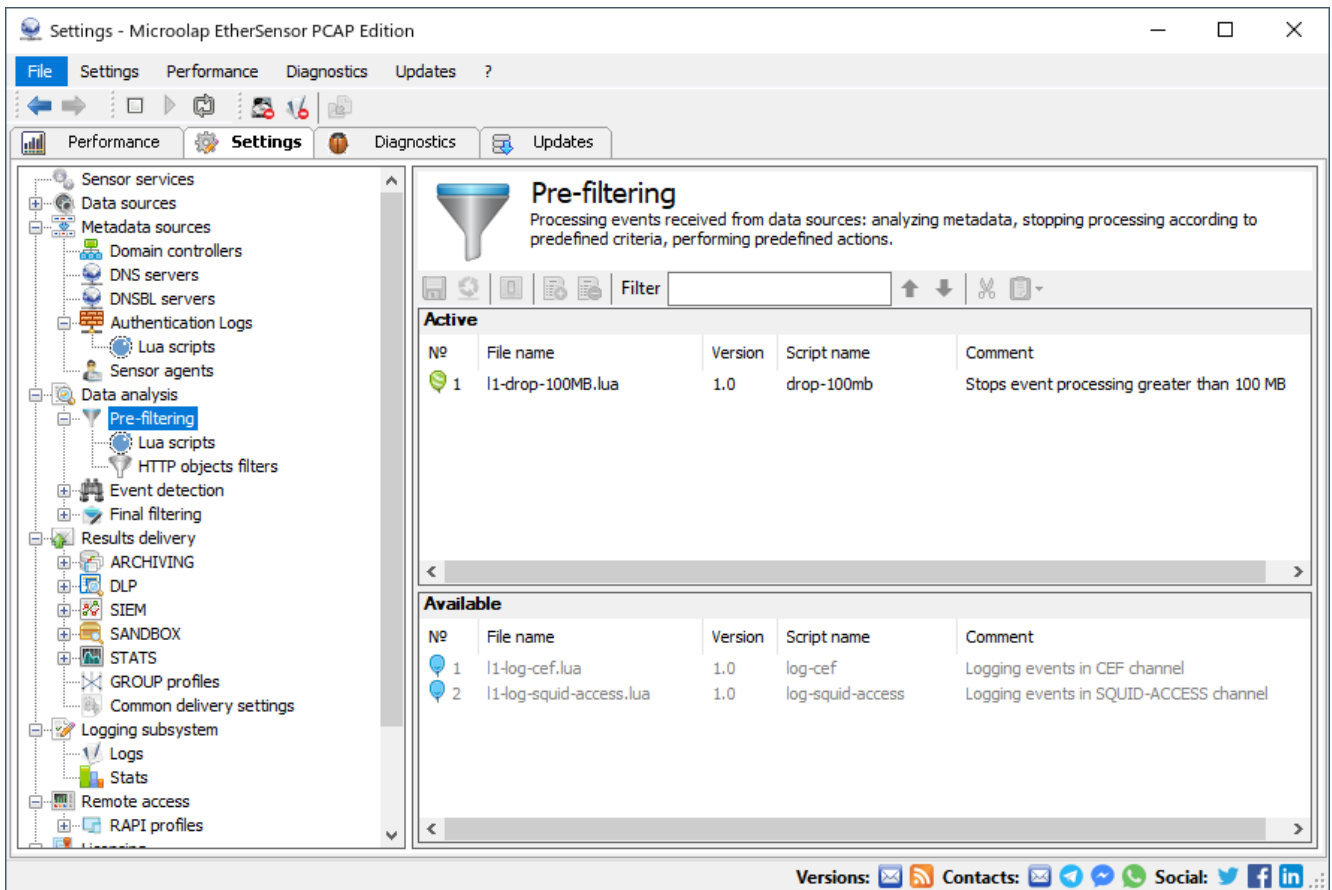 Settings - Microolap EtherSensor PCAP Edition
File Settings Performance Diagnostics Updates ?
Performance Settings Diagnostics Updates
Sensor services
Data sources
Metadata sources
Domain controllers
DNS servers
DNSBL servers
Authentication Logs
Lua scripts
Sensor agents
Data analysis
Pre-filtering
Lua scripts
HTTP objects filters
Event detection
Final filtering
Results delivery
ARCHIVING
DLP
SIEM
SANDBOX
STATS
GROUP profiles
Common delivery settings
Logging subsystem
Logs
Stats
Remote access
RAPI profiles
Licensing
Pre-filtering
Processing events received from data sources: analyzing metadata, stopping processing according to
predefined criteria, performing predefined actions.
Filter
Active
Nº File name Version Script name Comment
1 l1-drop-100MB.lua 1.0 drop-100mb Stops event processing greater than 100 MB
Available
Nº File name Version Script name Comment
1 l1-log-cef.lua 1.0 log-cef Logging events in CEF channel
2 l1-log-squid-access.lua 1.0 log-squid-access Logging events in SQUID-ACCESS channel
Versions: Contacts: Social: